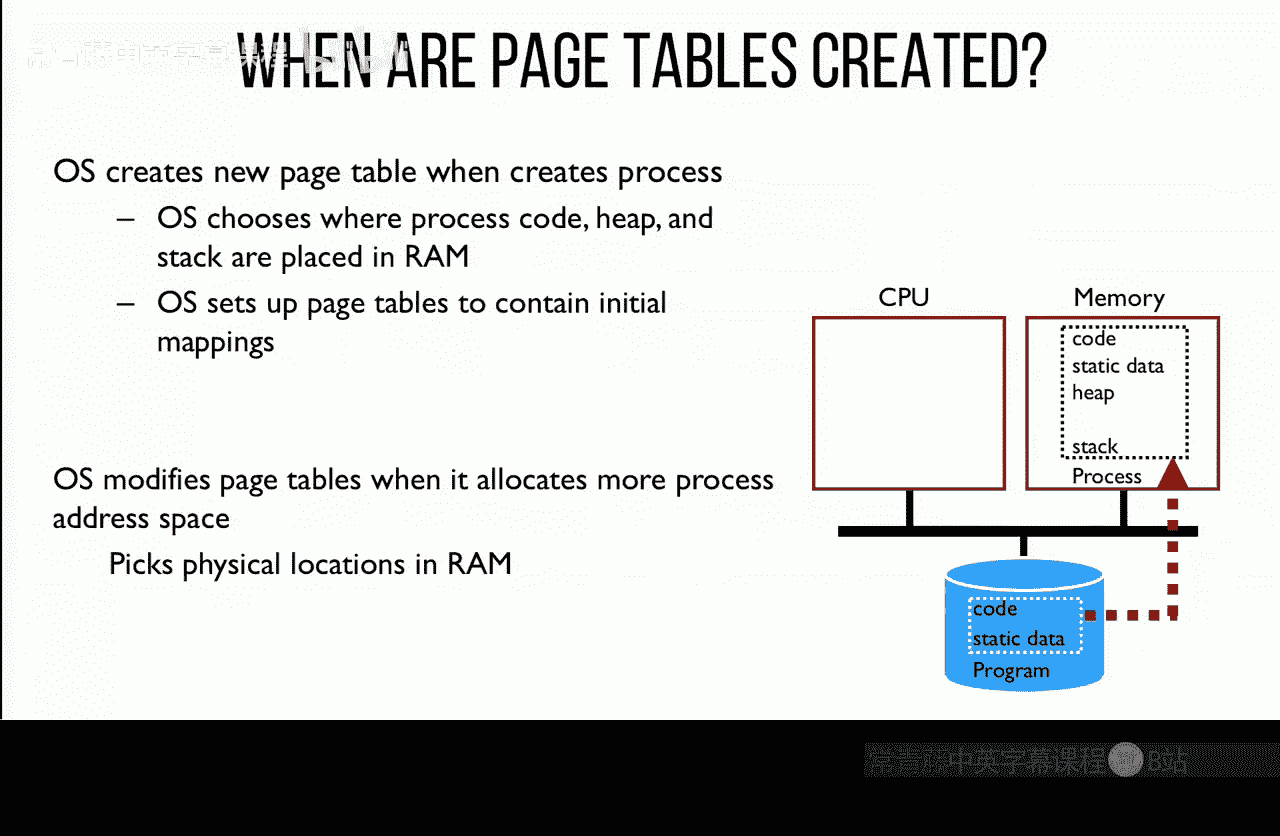 WHEN ARE PAGE TABLES CREATED?
OS creates new page table when creates process
– OS chooses where process code, heap, and
stack are placed in RAM
– OS sets up page tables to contain initial
mappings
OS modifies page tables when it allocates more process
address space
Picks physical locations in RAM
CPU
Memory
code
static data
heap
stack
Process
code
static data
Program
中英字幕课程
B站